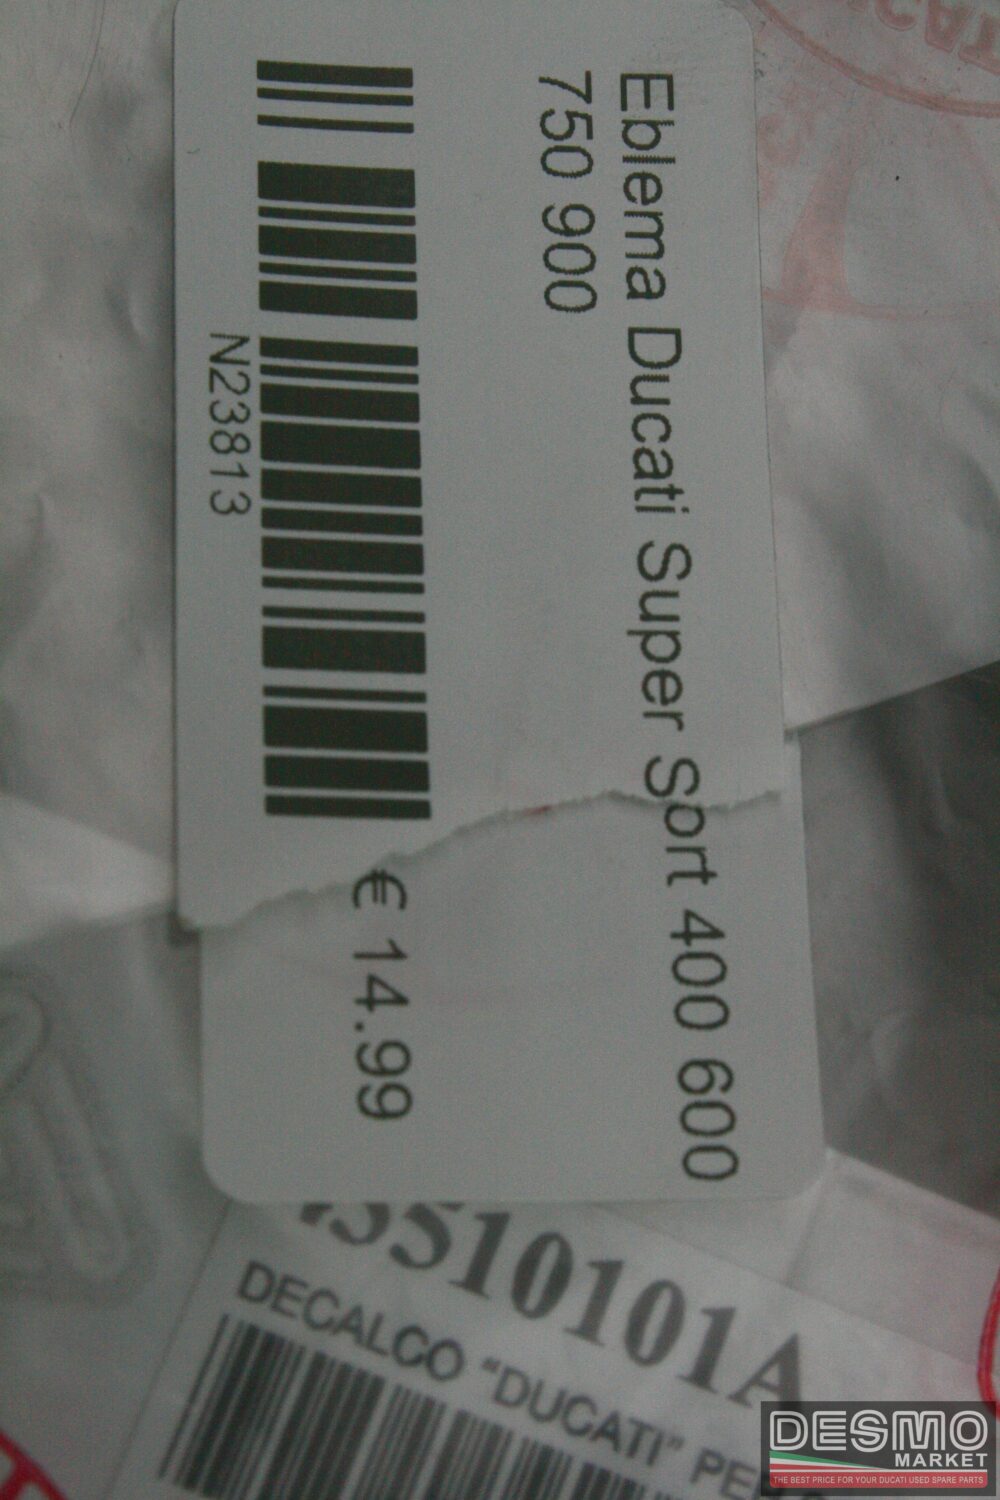 Eblema Ducati Super Sort 400 600
750 900
€ 14.99
N23813
DECALCO "DUCATI"
DESMO
MARKET
THE BEST PRICE FOR YOUR DUCATI USED SPARE PARTS